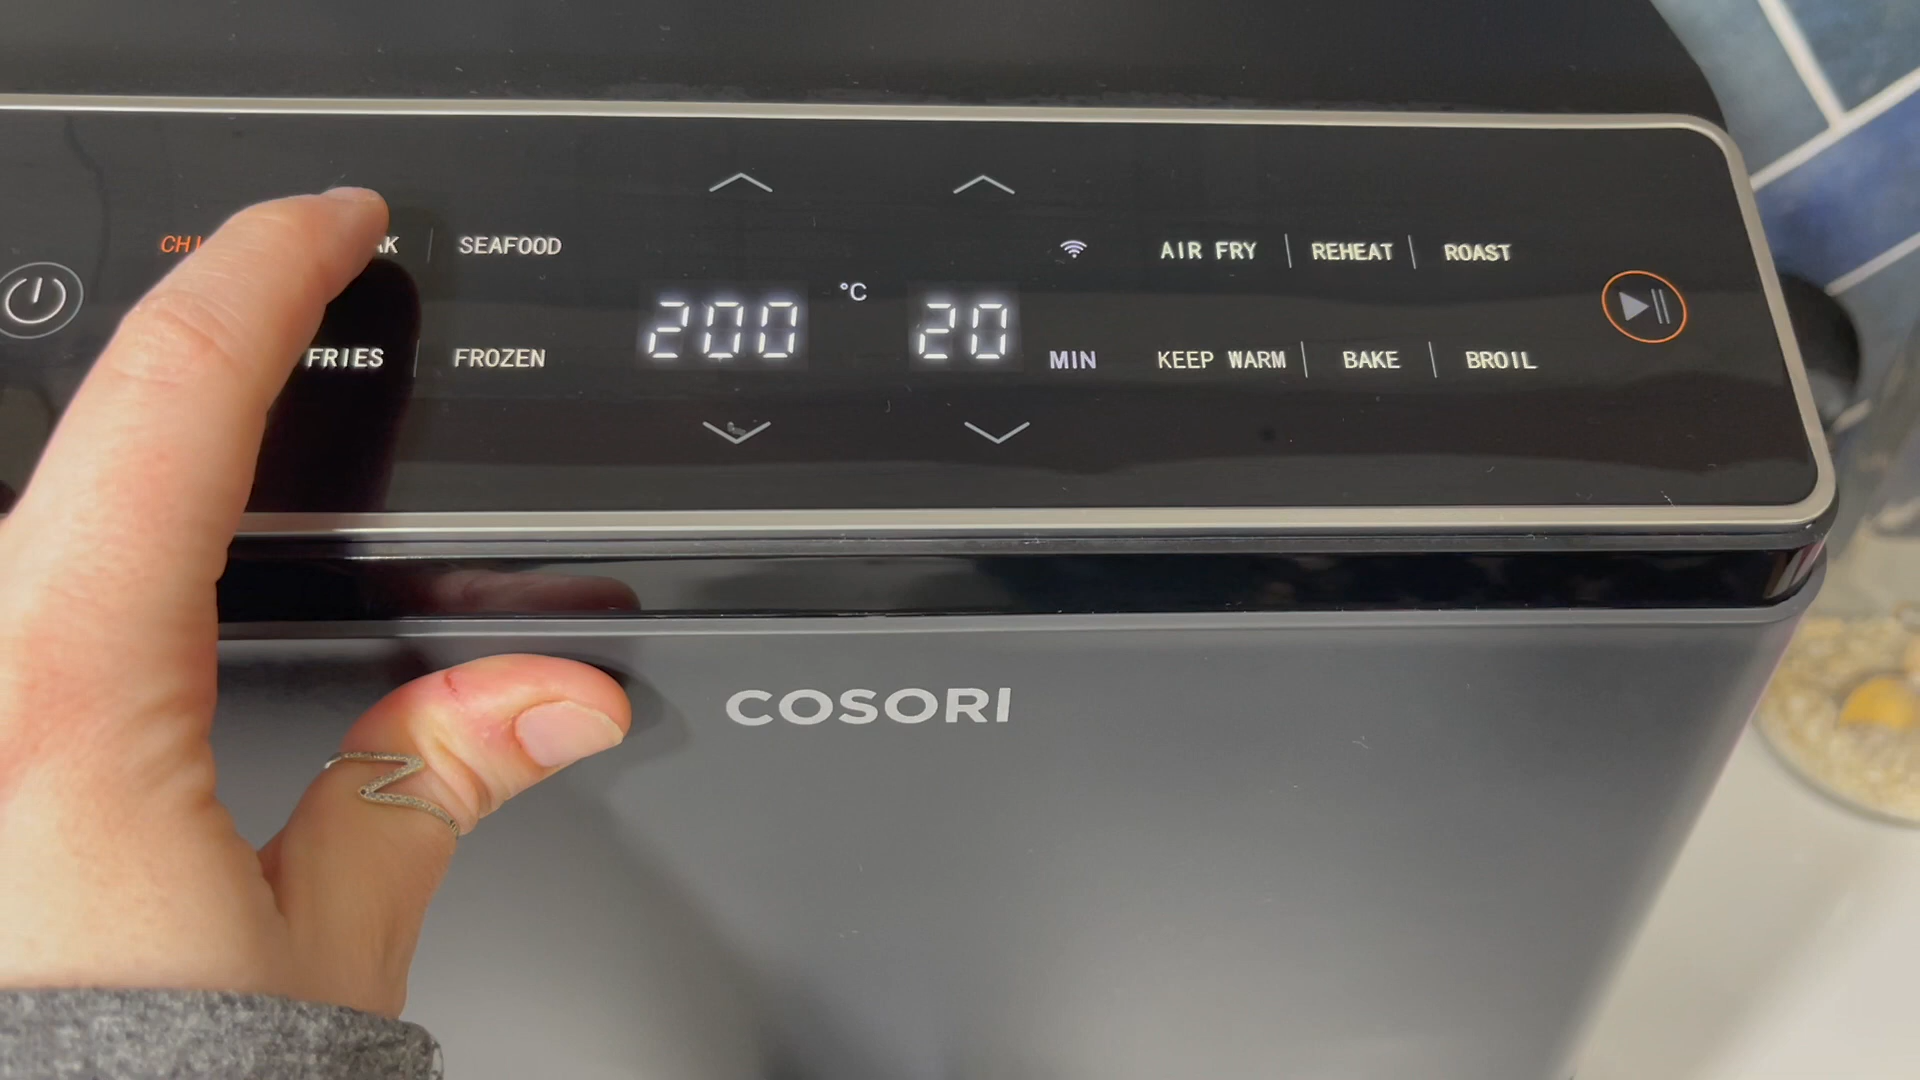 SEAFOOD
AIR FRY | REHEAT | ROAST
200 °C 20 MIN
FRIES | FROZEN
KEEP WARM | BAKE | BROIL
COSORI